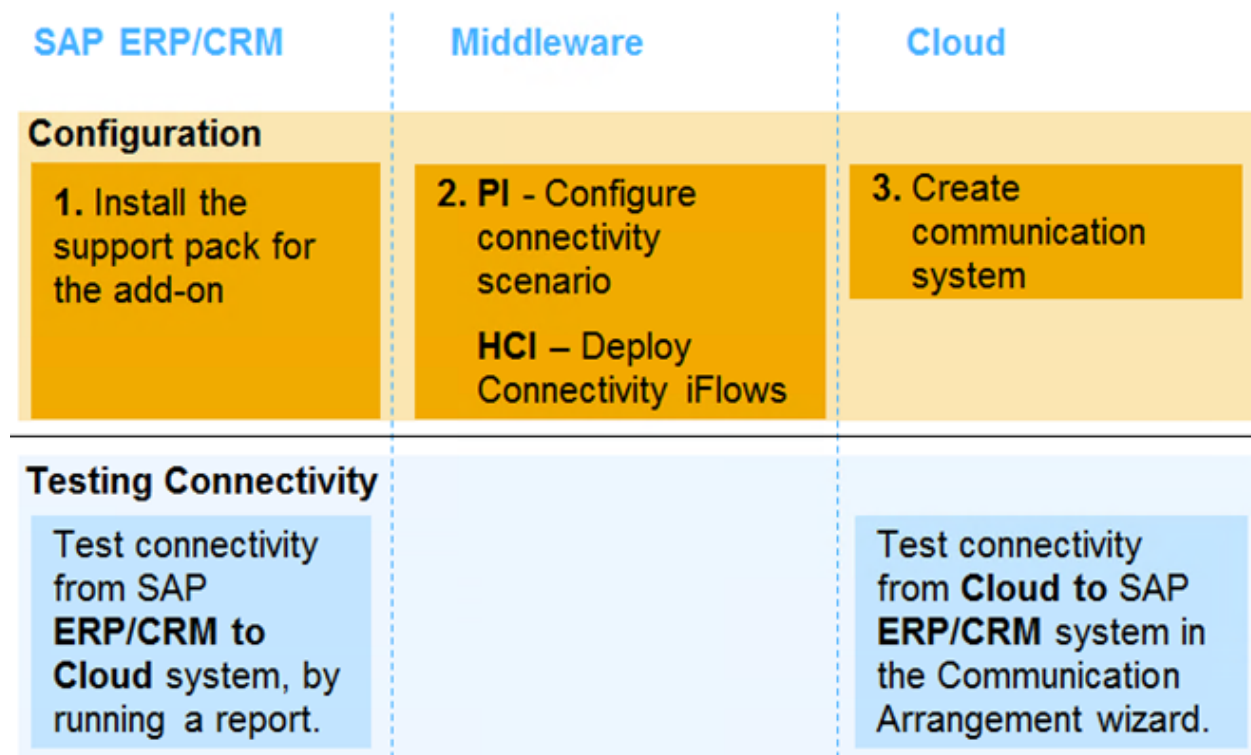 SAP ERP/CRM
Middleware
Cloud
Configuration
1. Install the
support pack for
the add-on
2. PI - Configure
connectivity
scenario
HCI – Deploy
Connectivity iFlows
3. Create
communication
system
Testing Connectivity
Test connectivity
from SAP
ERP/CRM to
Cloud system, by
running a report.
Test connectivity
from Cloud to SAP
ERP/CRM system in
the Communication
Arrangement wizard.